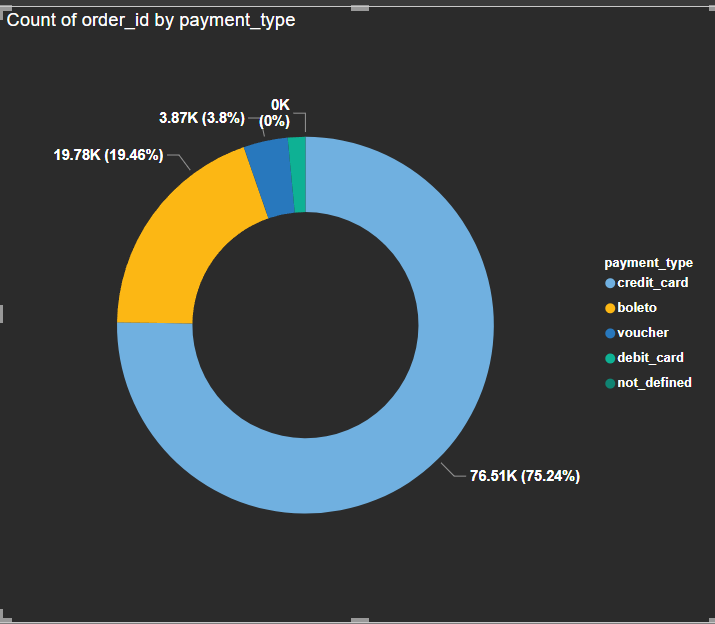 Count of order_id by payment_type
0K
(0%)
3.87K (3.8%)
19.78K (19.46%)
76.51K (75.24%)
payment_type
credit_card
boleto
voucher
debit_card
not_defined